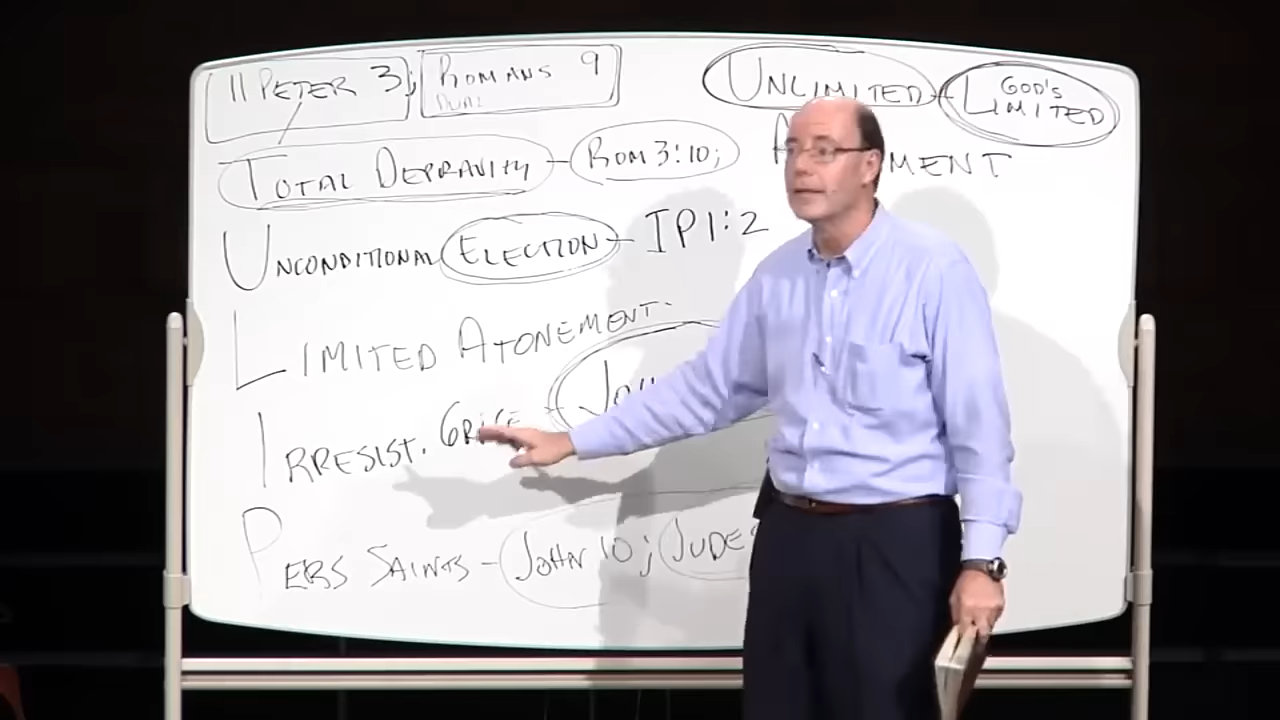 II PETER 3; ROMANS 9
UNLIMITED - GOD'S LIMITED
TOTAL DEPRAVITY - ROM 3:10;
MENT
UNCONDITIONAL ELECTION - IP1:2
LIMITED ATONEMENT.
IRRESIST. GRACE -
PERS SAINTS - JOHN 10; JUDE